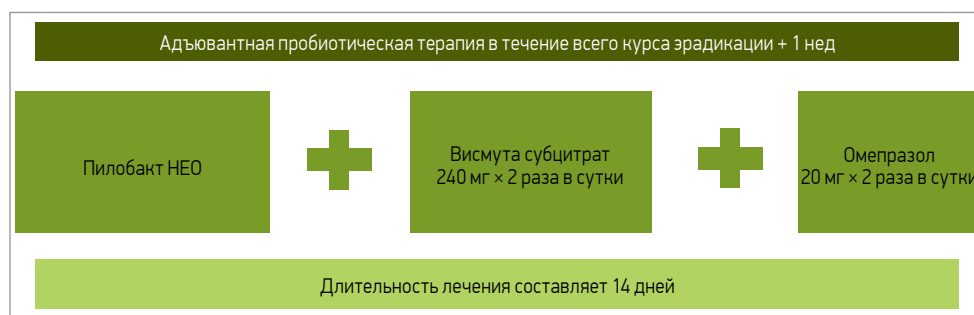 Адъювантная пробиотическая терапия в течение всего курса эрадикации + 1 нед
Пилобакт НЕО
Висмута субцитрат
240 мг × 2 раза в сутки
Омепразол
20 мг × 2 раза в сутки
Длительность лечения составляет 14 дней